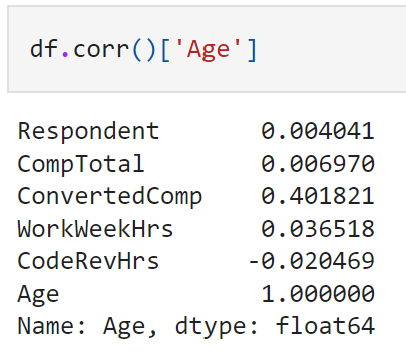 df.corr()['Age']
Respondent 0.004041
CompTotal 0.006970
ConvertedComp 0.401821
WorkWeekHrs 0.036518
CodeRevHrs -0.020469
Age 1.000000
Name: Age, dtype: float64